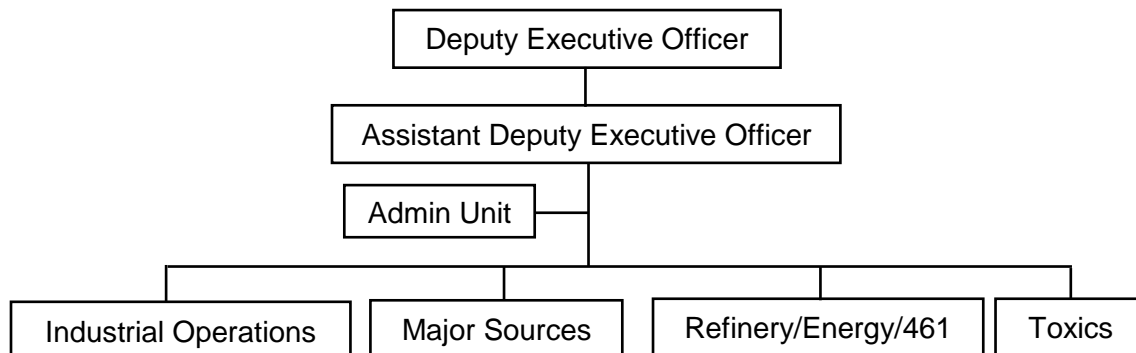 Deputy Executive Officer
Assistant Deputy Executive Officer
Admin Unit
Industrial Operations
Major Sources
Refinery/Energy/461
Toxics